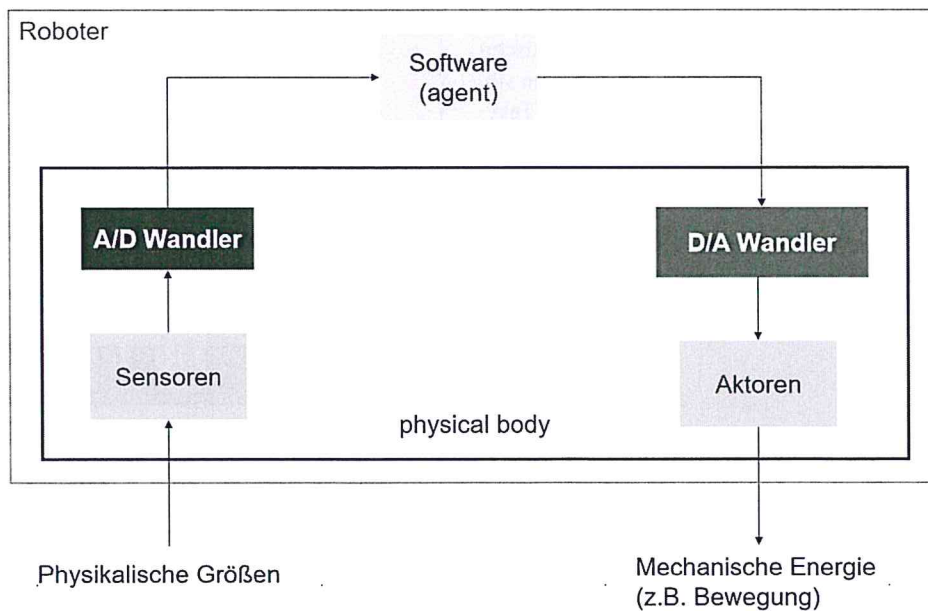 Roboter
Software
(agent)
A/D Wandler
D/A Wandler
Sensoren
Aktoren
physical body
Physikalische Größen
Mechanische Energie
(z.B. Bewegung)